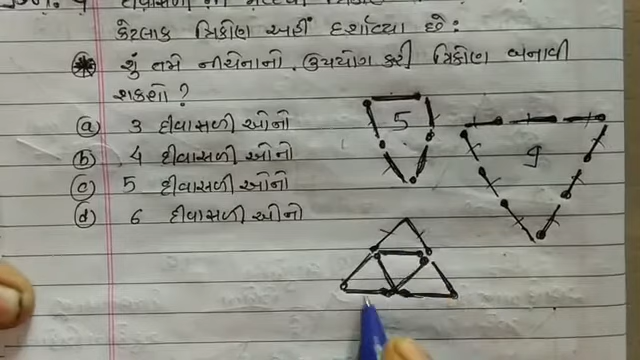 કેટલાક ત્રિકોણ અહીં દર્શાવ્યા છે:
શું તમે નીચેનાનો ઉપયોગ કરી ત્રિકોણ બનાવી
શકશો?
(a) 3 દીવાસળીઓનો
(b) 4 દીવાસળીઓનો
(c) 5 દીવાસળીઓનો
(d) 6 દીવાસળીઓનો
5
9